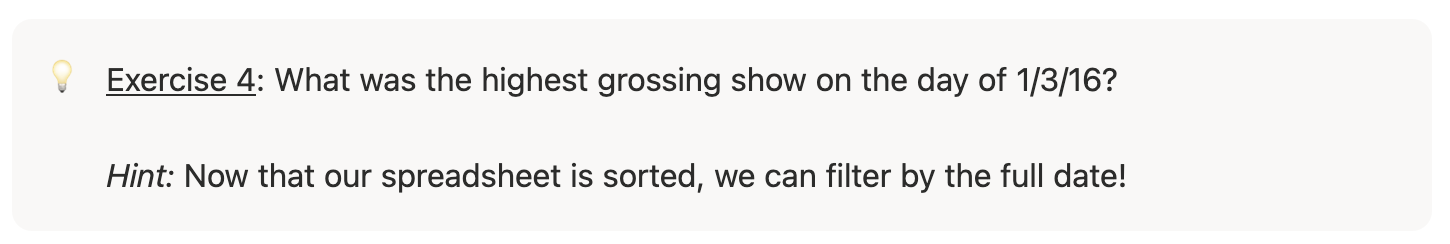 Exercise 4: What was the highest grossing show on the day of 1/3/16?
Hint: Now that our spreadsheet is sorted, we can filter by the full date!